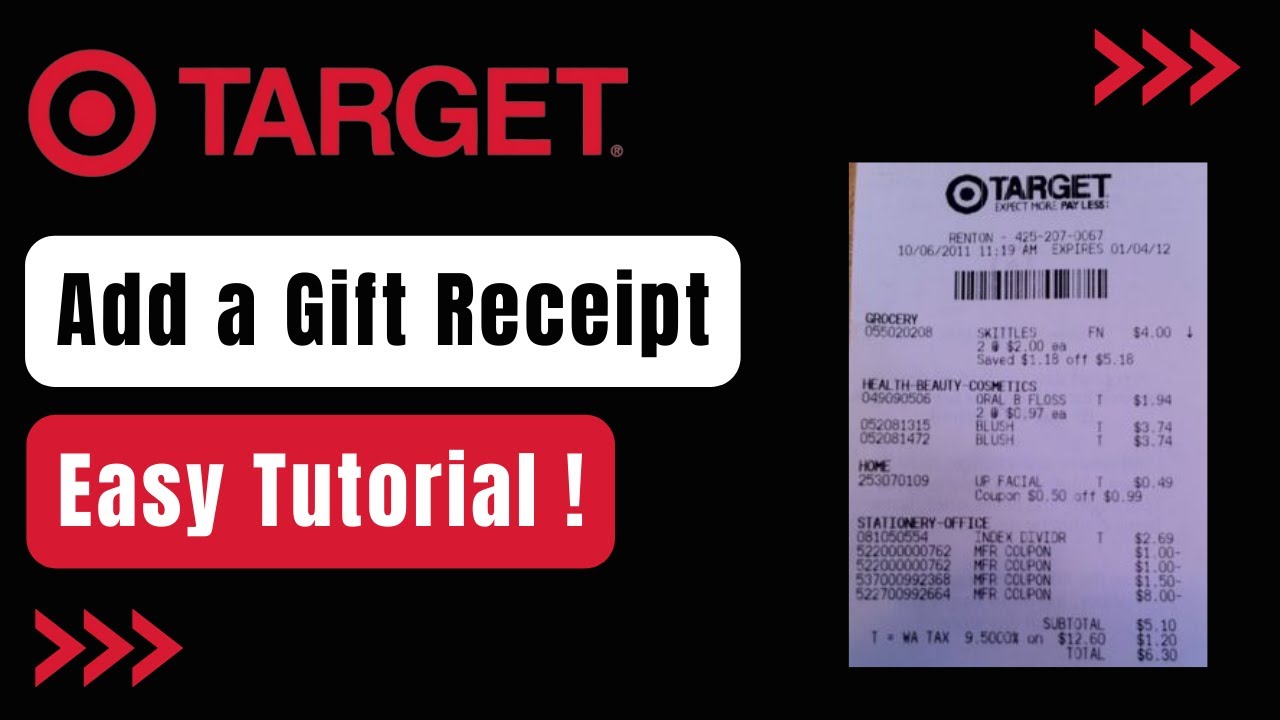 TARGET®
Add a Gift Receipt
Easy Tutorial !
TARGET
EXPECT MORE PAY LESS
RENTON - 425-207-0067
10/06/2011 11:19 AM EXPIRES 01/04/12
GROCERY
055020208 SKITTLES FN $4.00 ↓
2 @ $2.00 ea
Saved $1.18 off $5.18
HEALTH-BEAUTY-COSMETICS
049090506 ORAL B FLOSS T $1.94
2 @ $0.97 ea
052081315 BLUSH T $3.74
052081472 BLUSH T $3.74
HOME
253070109 UP FACIAL T $0.49
Coupon $0.50 off $0.99
STATIONERY-OFFICE
081050554 INDEX DIVIDR T $2.69
522000000762 MFR COUPON $1.00-
522000000762 MFR COUPON $1.00-
537000992368 MFR COUPON $1.50-
522700992664 MFR COUPON $8.00-
SUBTOTAL $5.10
T = WA TAX 9.5000% on $12.60 $1.20
TOTAL $6.30